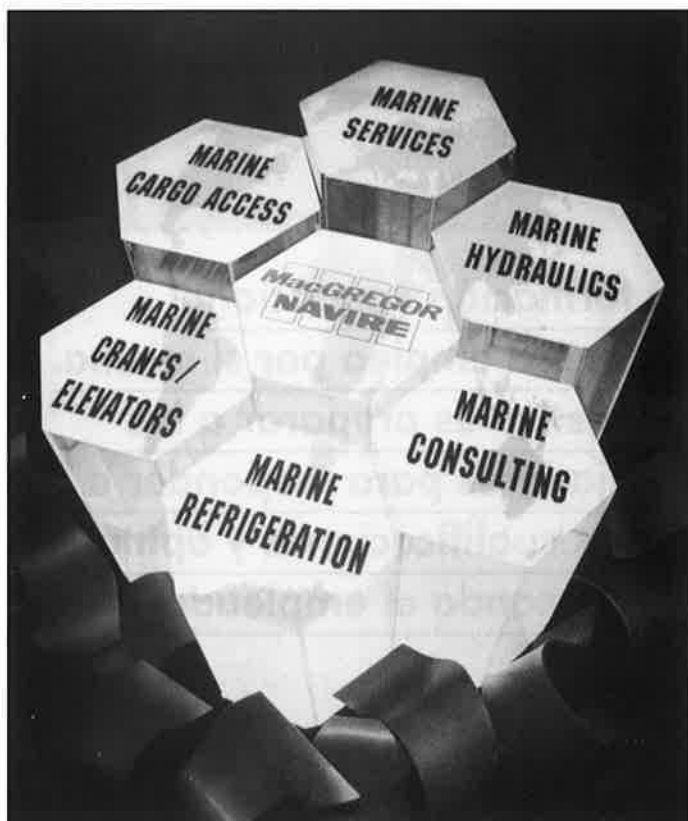 MARINE
SERVICES
MARINE
CARGO ACCESS
MARINE
HYDRAULICS
MacGREGOR
NAVIRE
MARINE
CRANES/
ELEVATORS
MARINE
CONSULTING
MARINE
REFRIGERATION